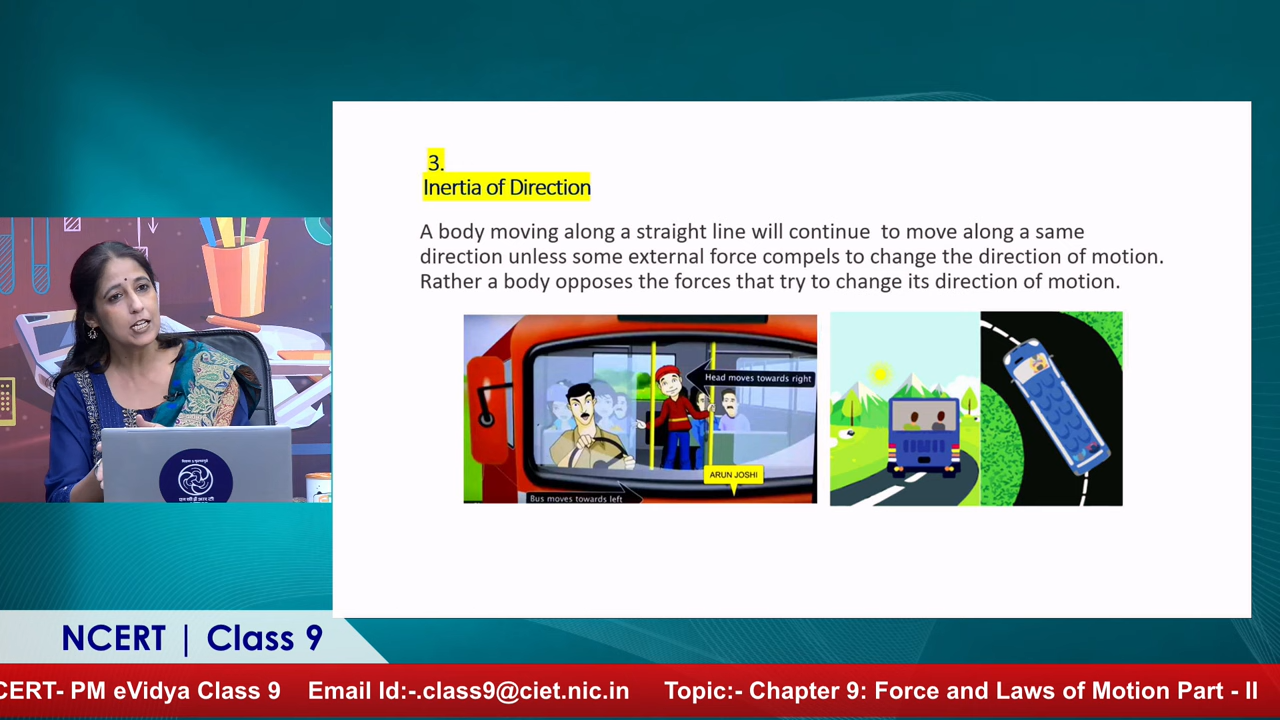 3.
Inertia of Direction
A body moving along a straight line will continue to move along a same
direction unless some external force compels to change the direction of motion.
Rather a body opposes the forces that try to change its direction of motion.
Head moves towards right
ARUN JOSHI
Bus moves towards left
NCERT | Class 9
CERT- PM eVidya Class 9 Email Id:-.class9@ciet.nic.in Topic:- Chapter 9: Force and Laws of Motion Part - II